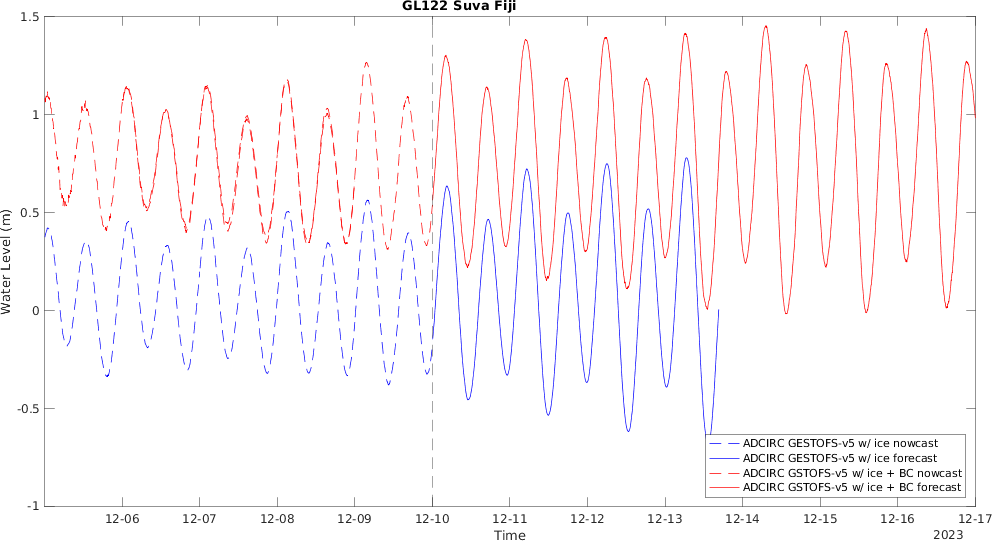 GL122 Suva Fiji
Water Level (m)
1.5
1
0.5
0
-0.5
-1
12-06 12-07 12-08 12-09 12-10 12-11 12-12 12-13 12-14 12-15 12-16 12-17
Time
2023
ADCIRC GESTOFS-v5 w/ ice nowcast
ADCIRC GESTOFS-v5 w/ ice forecast
ADCIRC GSTOFS-v5 w/ ice + BC nowcast
ADCIRC GSTOFS-v5 w/ ice + BC forecast